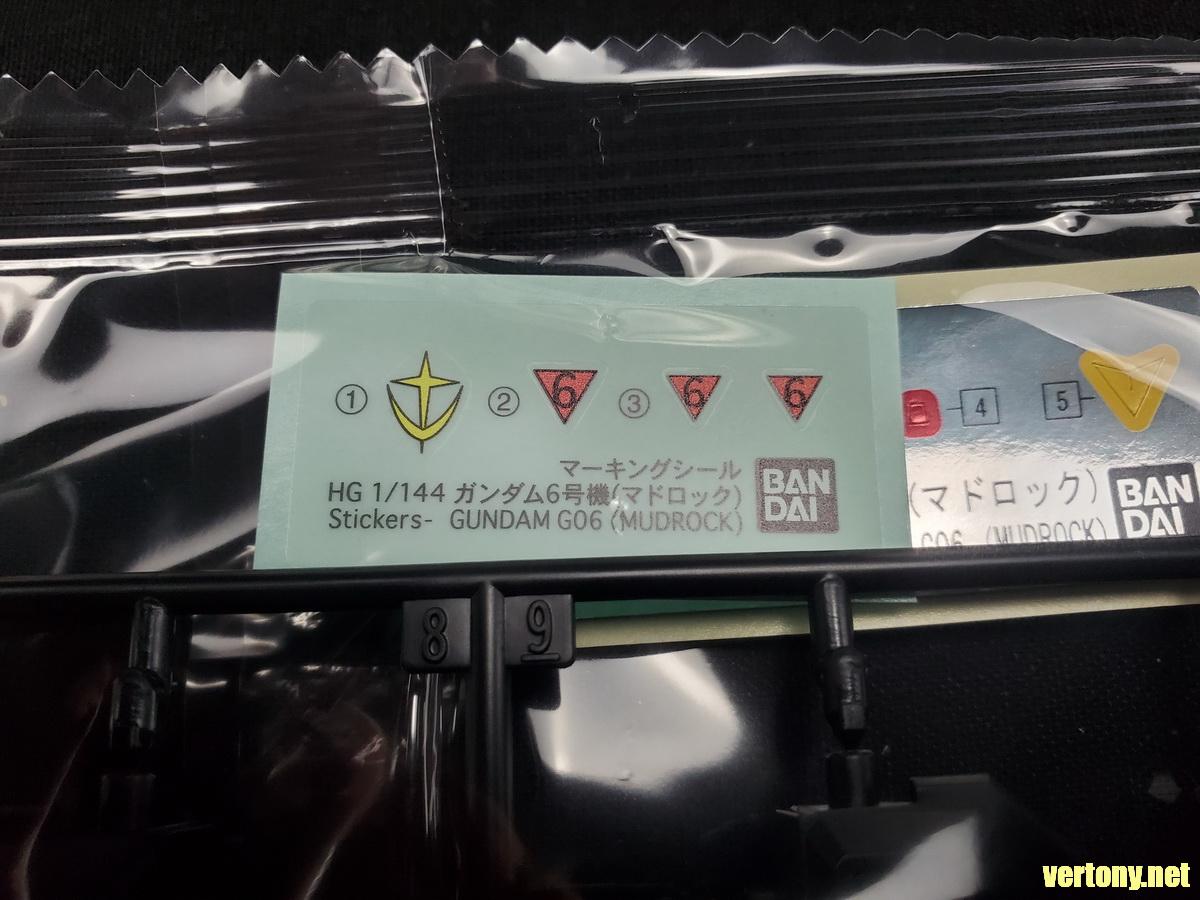 ① ② 6 ③ 6 6
マーキングシール
HG 1/144 ガンダム6号機(マドロック)
Stickers- GUNDAM G06 (MUDROCK)
BAN
DAI
4 5
(マドロック)
G06 (MUDROCK)
BAN
DAI
8 9
vertony.net